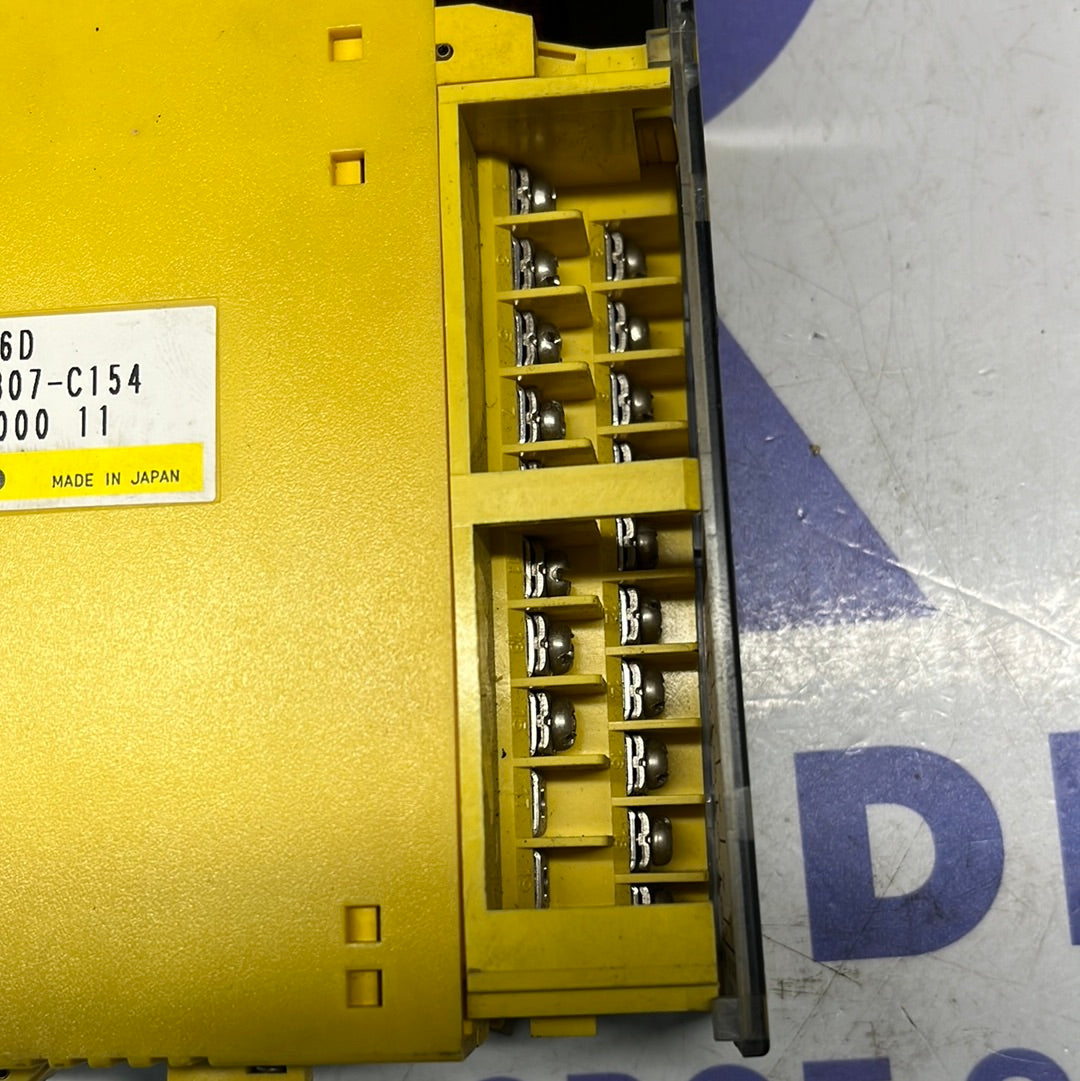 6D
307-C154
000 11
MADE IN JAPAN
D